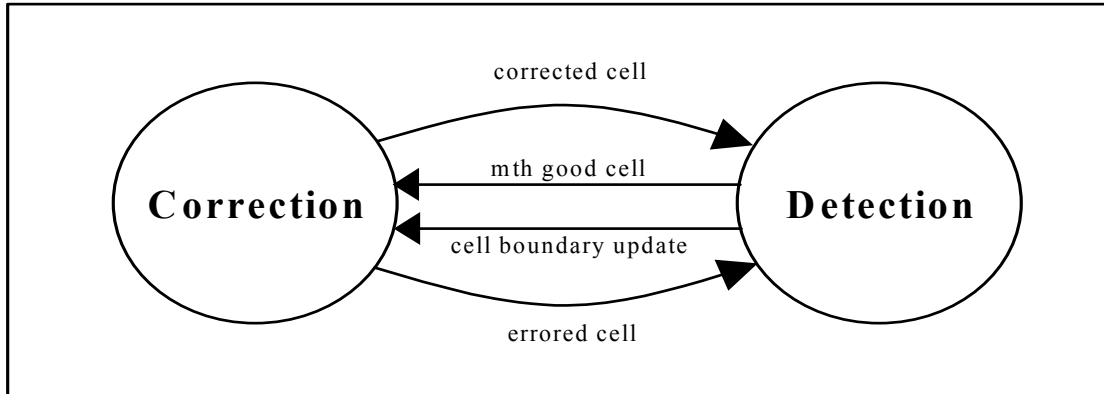 corrected cell
mth good cell
Correction
Detection
cell boundary update
errored cell